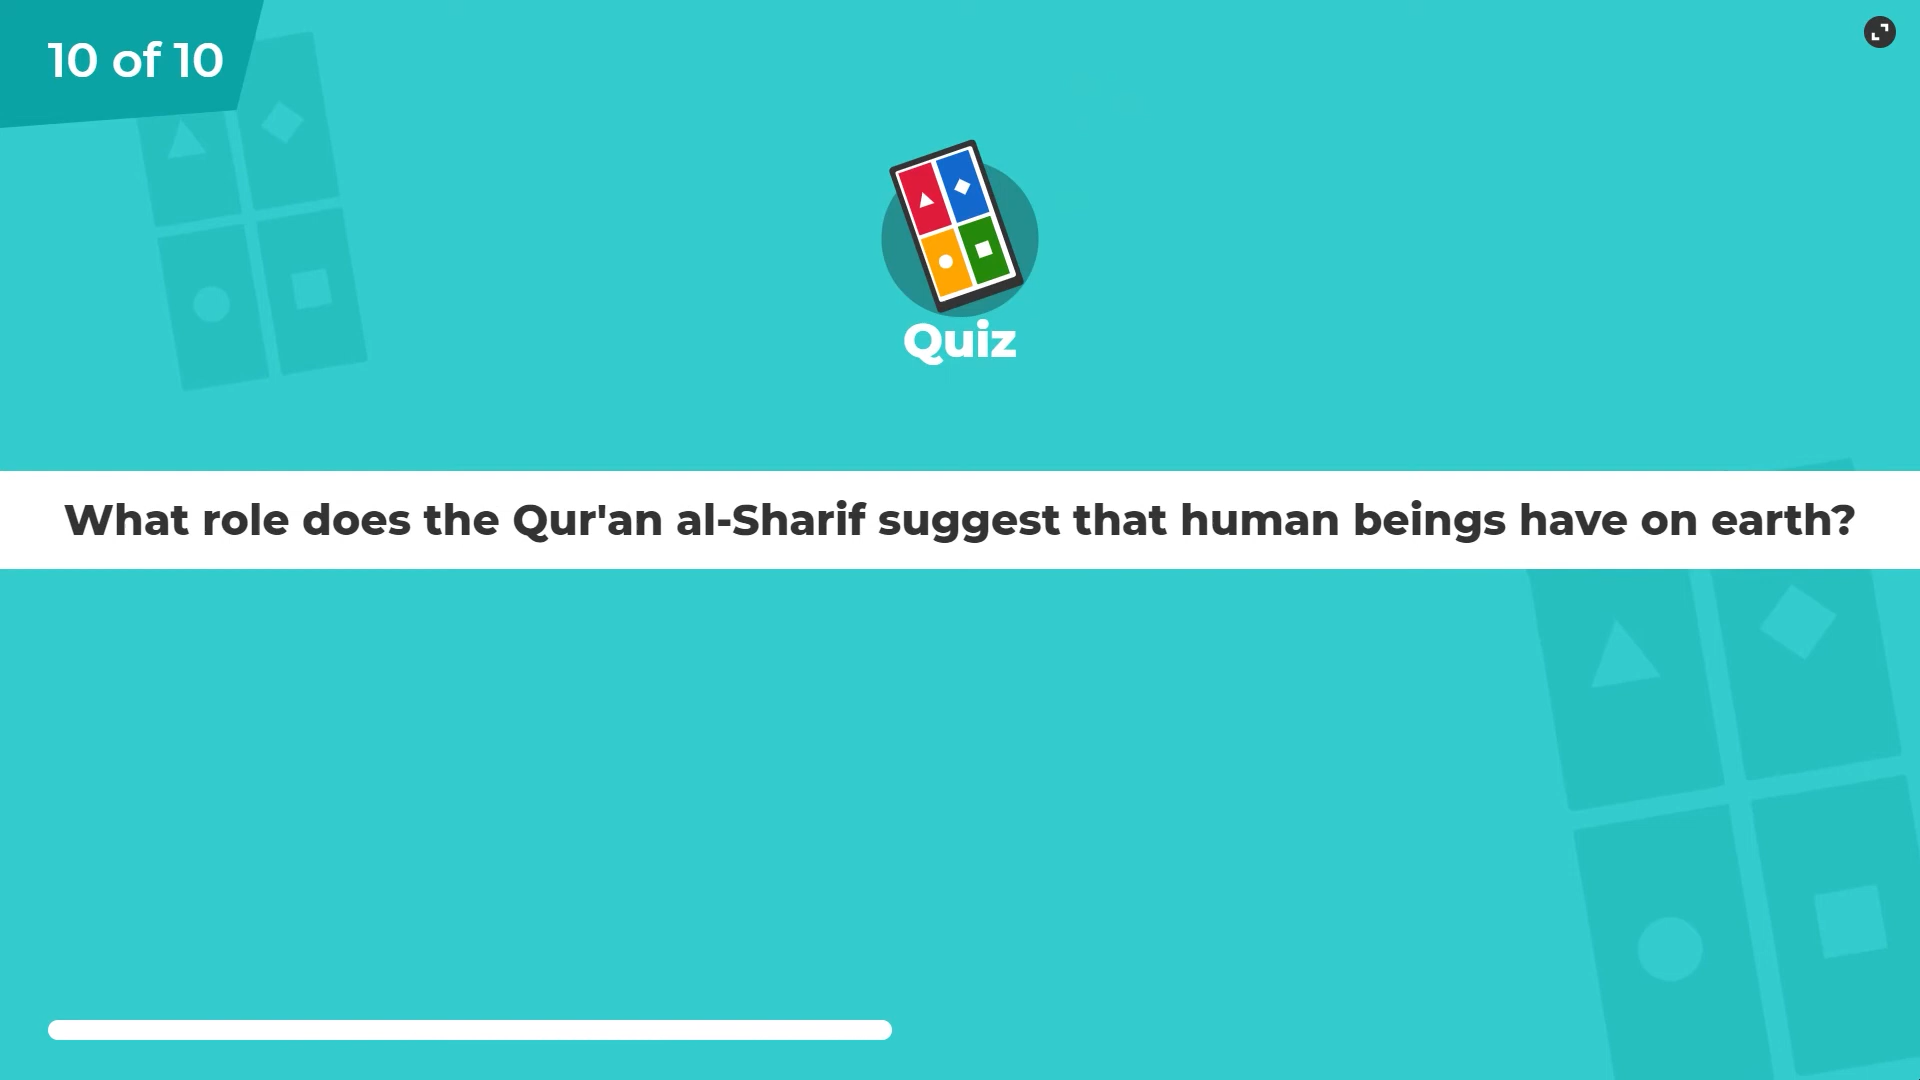 10 of 10
Quiz
What role does the Qur'an al-Sharif suggest that human beings have on earth?